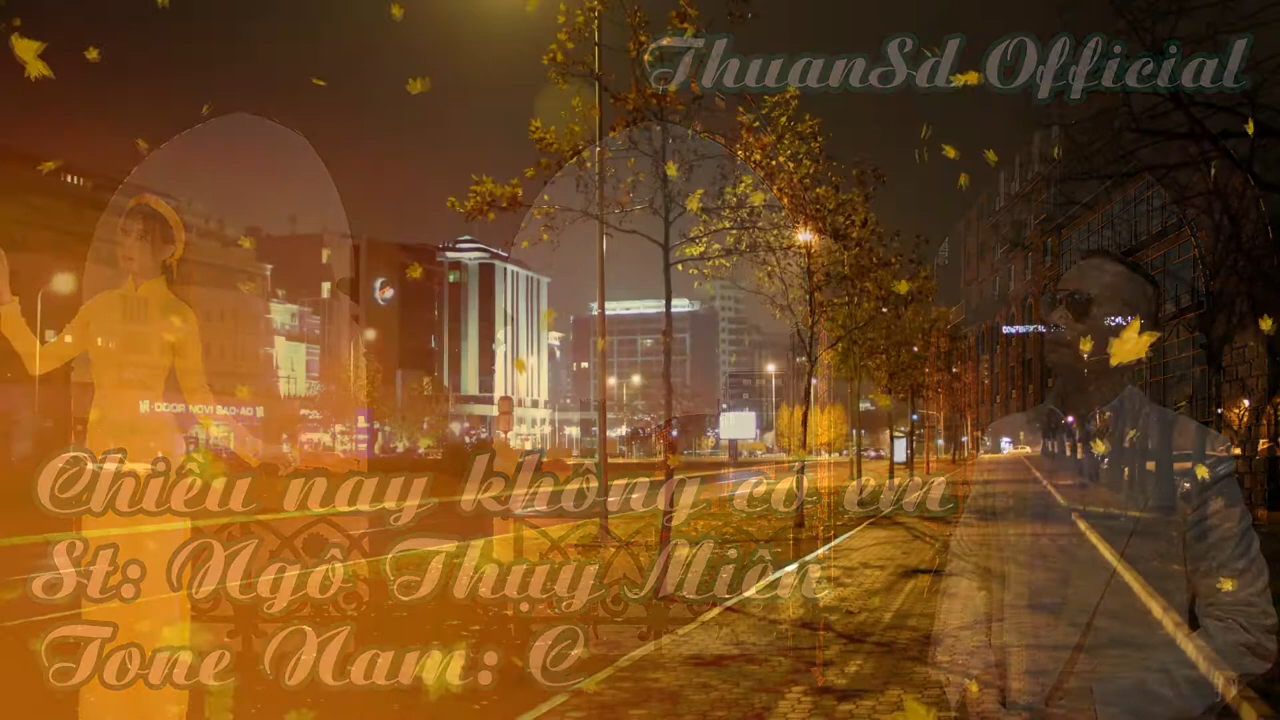 ThuanSd Official
Chiều nay không có em
St: Ngô Thụy Miên
Tone Nam: C